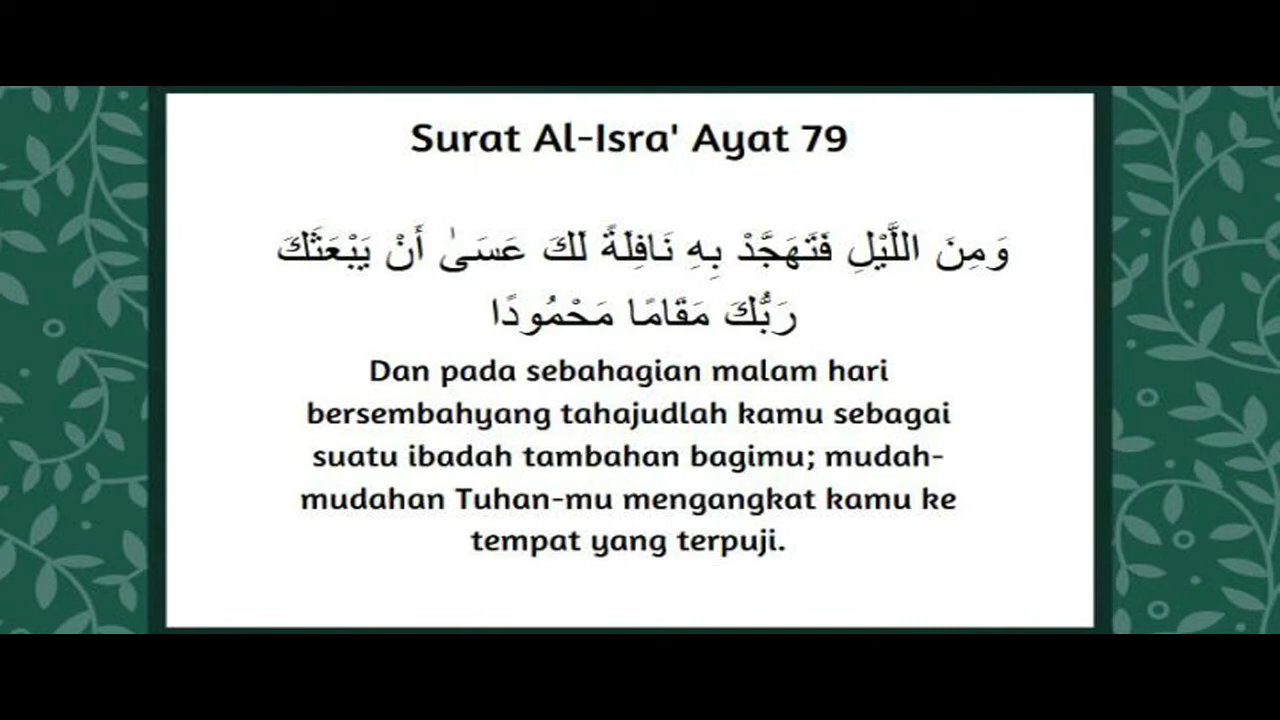 Surat Al-Isra' Ayat 79
وَمِنَ اللَّيْلِ فَتَهَجَّدْ بِهِ نَافِلَةً لَكَ عَسَىٰ أَنْ يَبْعَثَكَ
رَبُّكَ مَقَامًا مَحْمُودًا
Dan pada sebahagian malam hari
bersembahyang tahajudlah kamu sebagai
suatu ibadah tambahan bagimu; mudah-
mudahan Tuhan-mu mengangkat kamu ke
tempat yang terpuji.